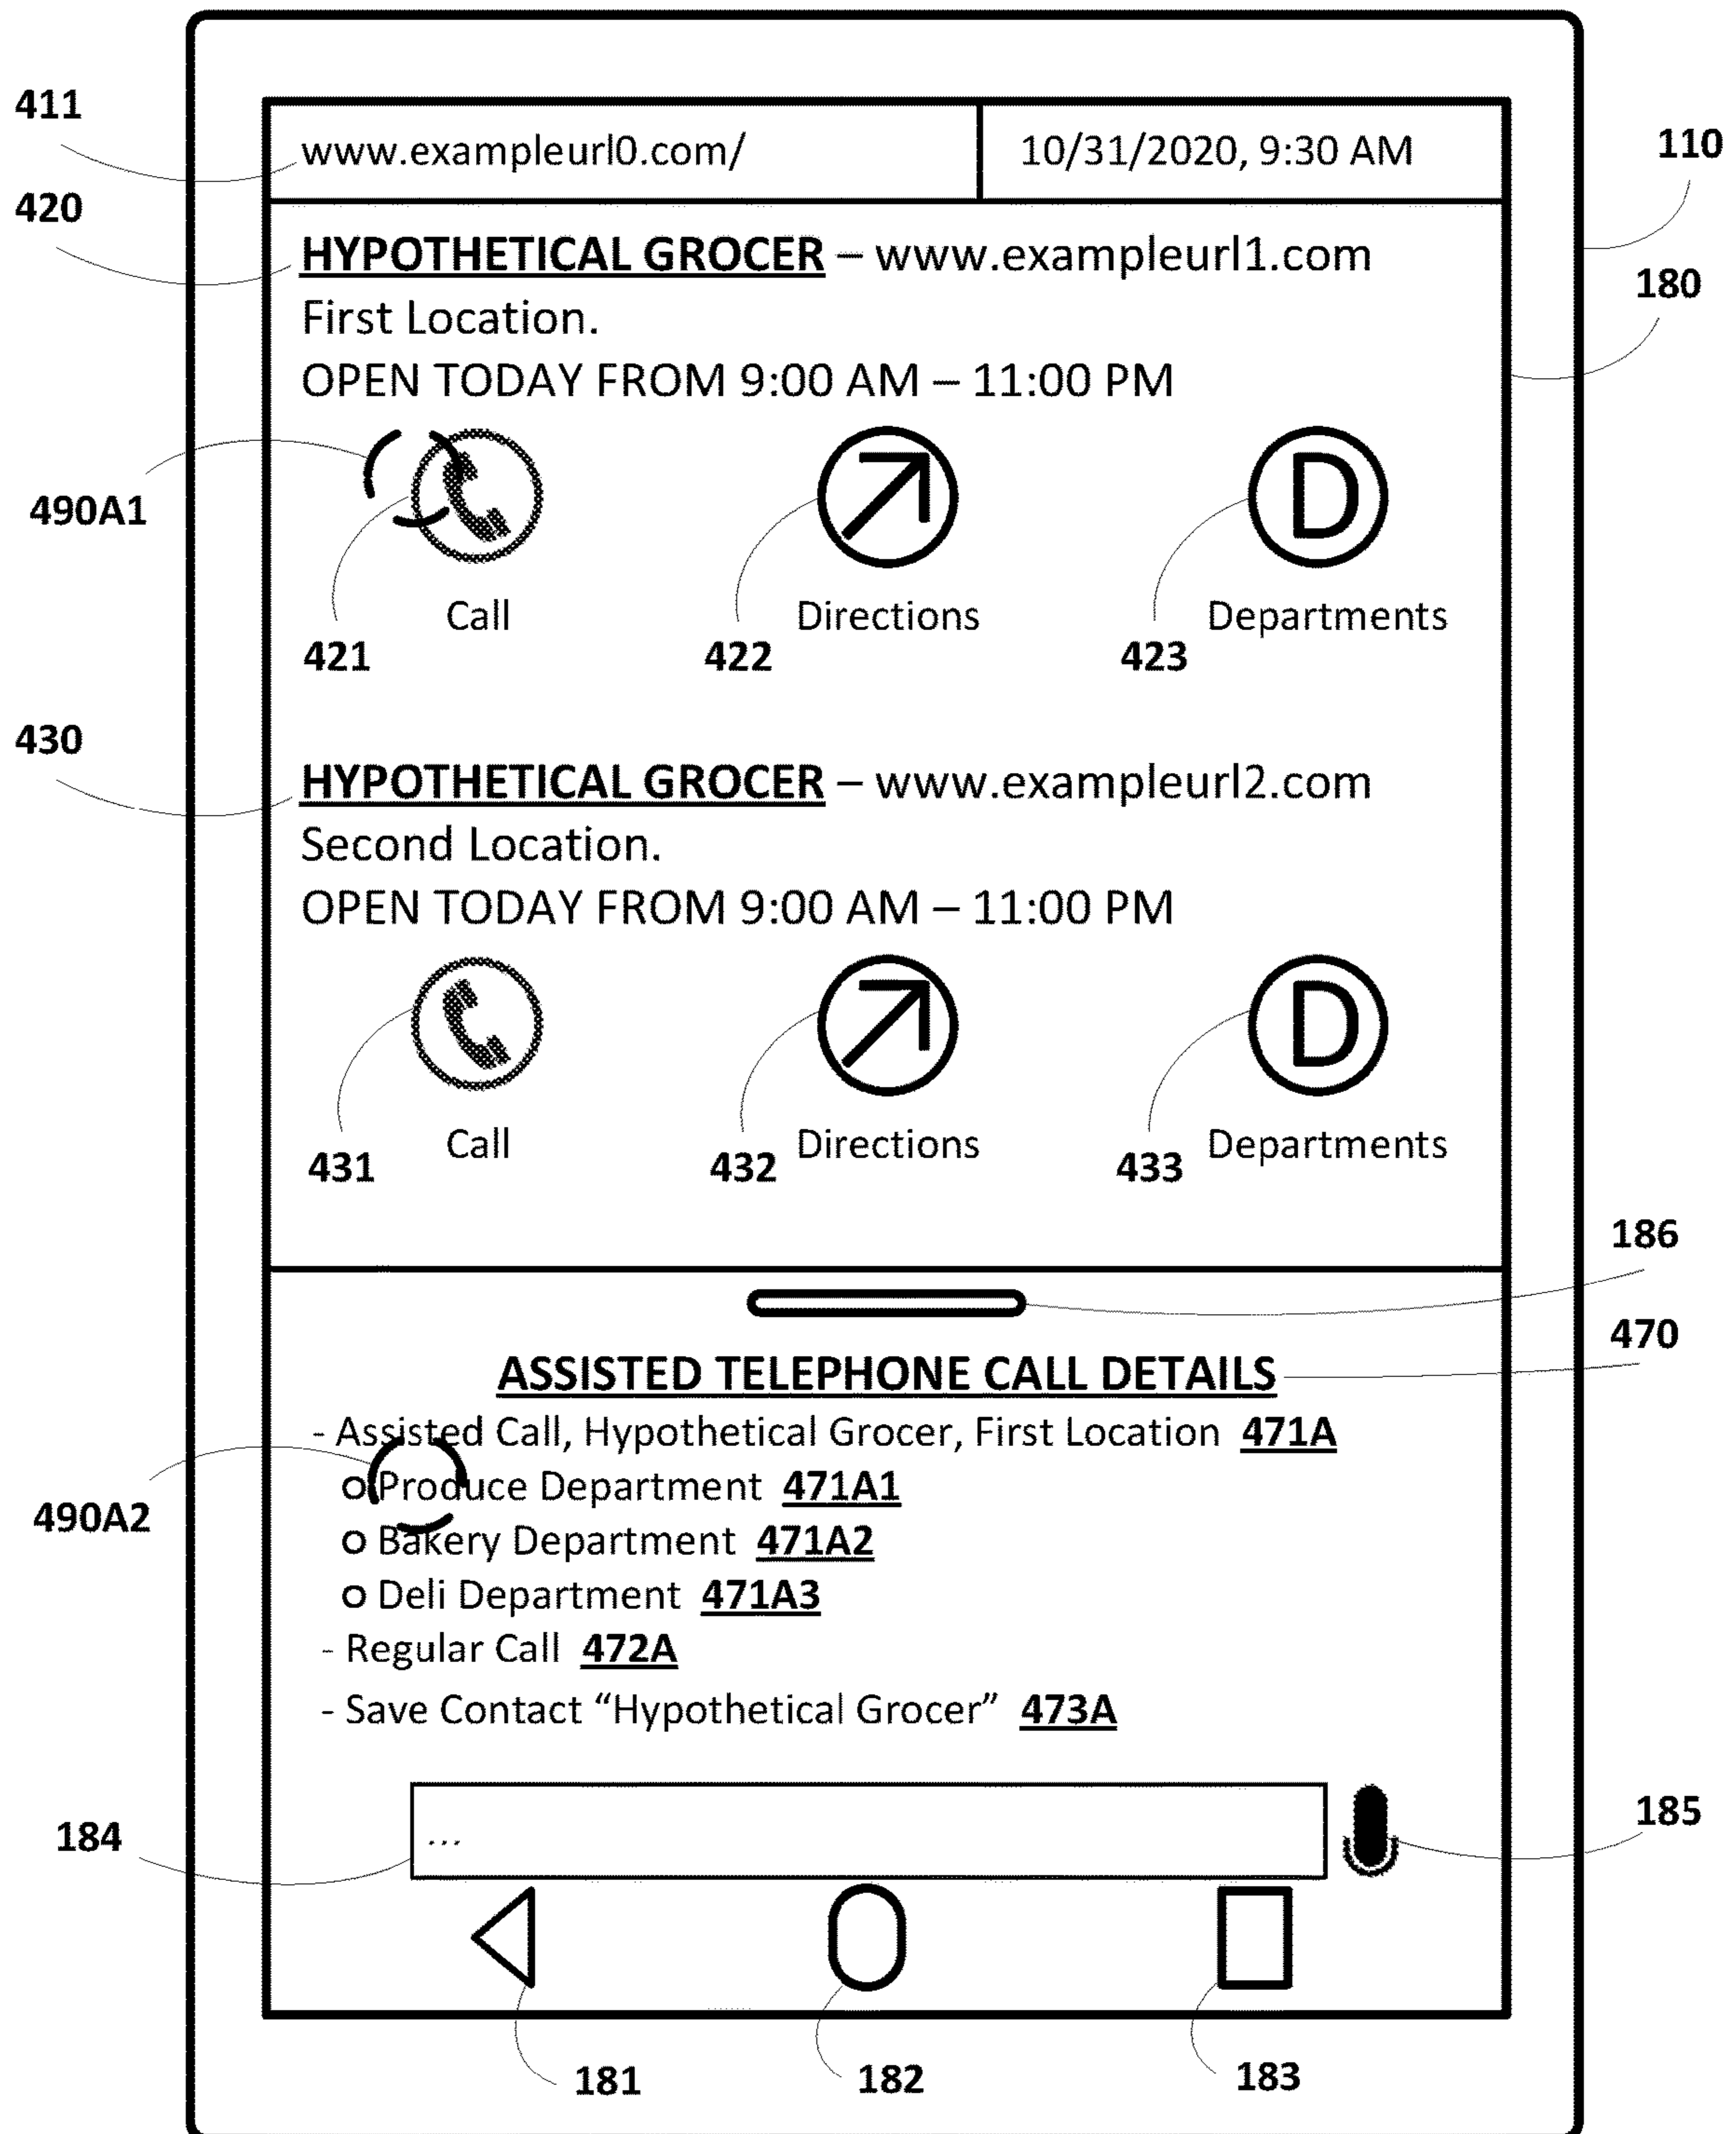 411
www.exampleurl0.com/ 10/31/2020, 9:30 AM
110
420
HYPOTHETICAL GROCER – www.exampleurl1.com
180
First Location.
OPEN TODAY FROM 9:00 AM – 11:00 PM
490A1
D
Call Directions Departments
421 422 423
430
HYPOTHETICAL GROCER – www.exampleurl2.com
Second Location.
OPEN TODAY FROM 9:00 AM – 11:00 PM
D
Call Directions Departments
431 432 433
186
470
ASSISTED TELEPHONE CALL DETAILS
- Assisted Call, Hypothetical Grocer, First Location 471A
o Produce Department 471A1
490A2
o Bakery Department 471A2
o Deli Department 471A3
- Regular Call 472A
- Save Contact “Hypothetical Grocer” 473A
184
...
185
181 182 183